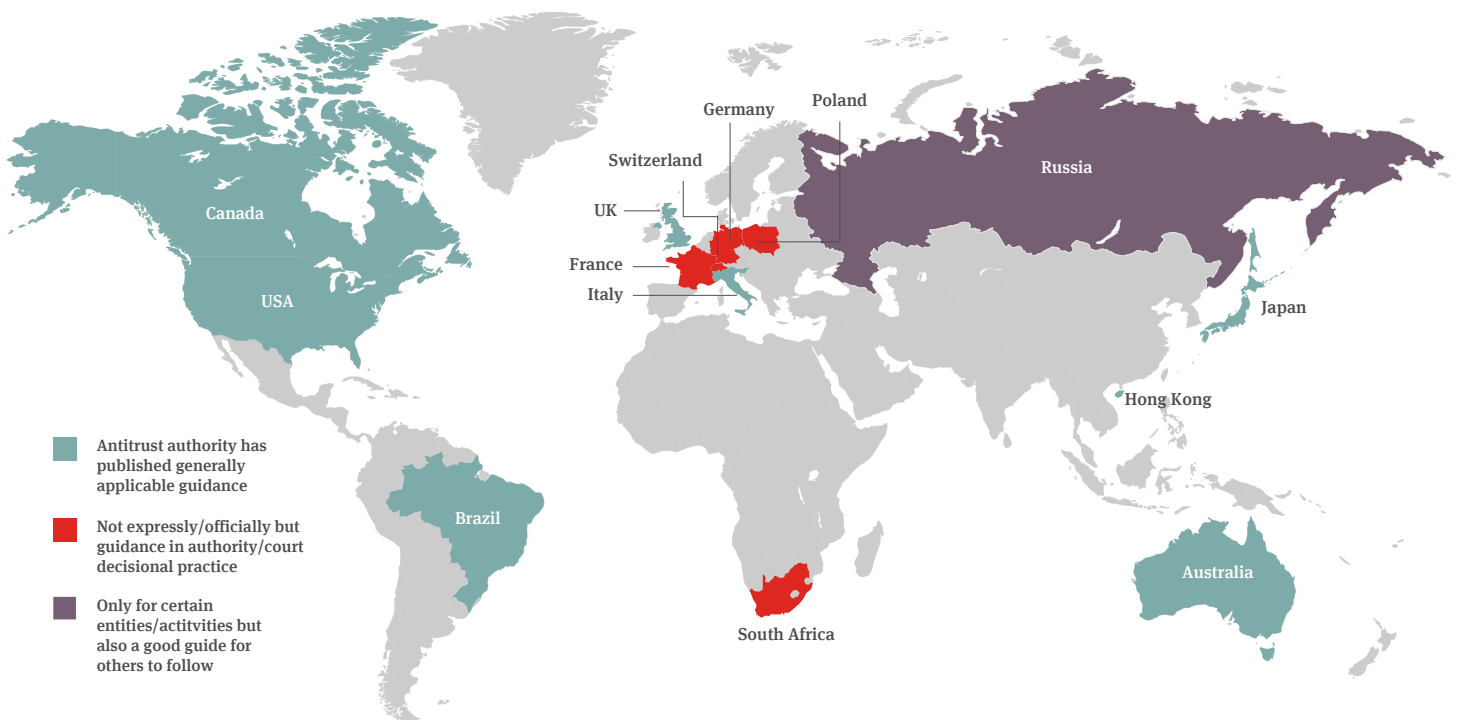 Germany
Poland
Switzerland
Russia
UK
Canada
France
Italy
USA
Japan
Hong Kong
Antitrust authority has
published generally
applicable guidance
Brazil
Not expressly/officially but
guidance in authority/court
decisional practice
Australia
Only for certain
entities/actitvities but
also a good guide for
others to follow
South Africa